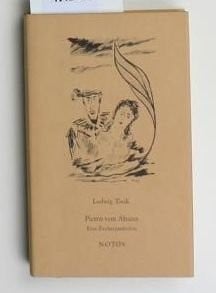 Ludwig Tieck
Pietro von Abano
Eine Zaubergeschichte
NOTOS